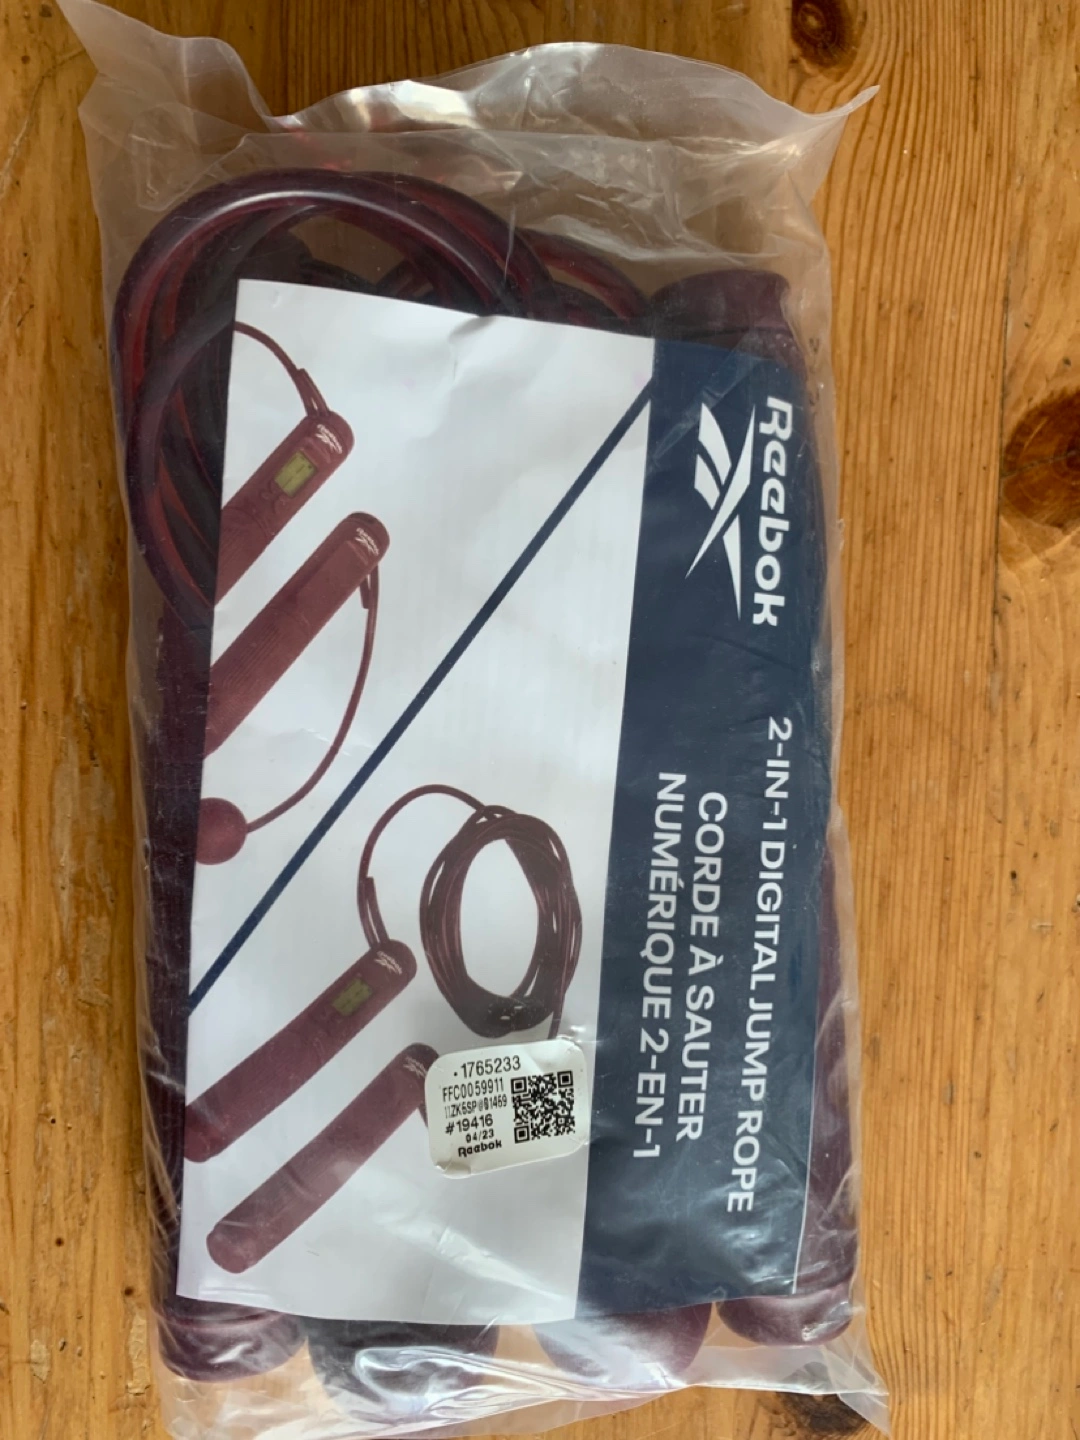 Reebok
2-IN-1 DIGITAL JUMP ROPE
CORDE À SAUTER
NUMÉRIQUE 2-EN-1
.1765233
FFC0059911
#19416
04/23
Reebok